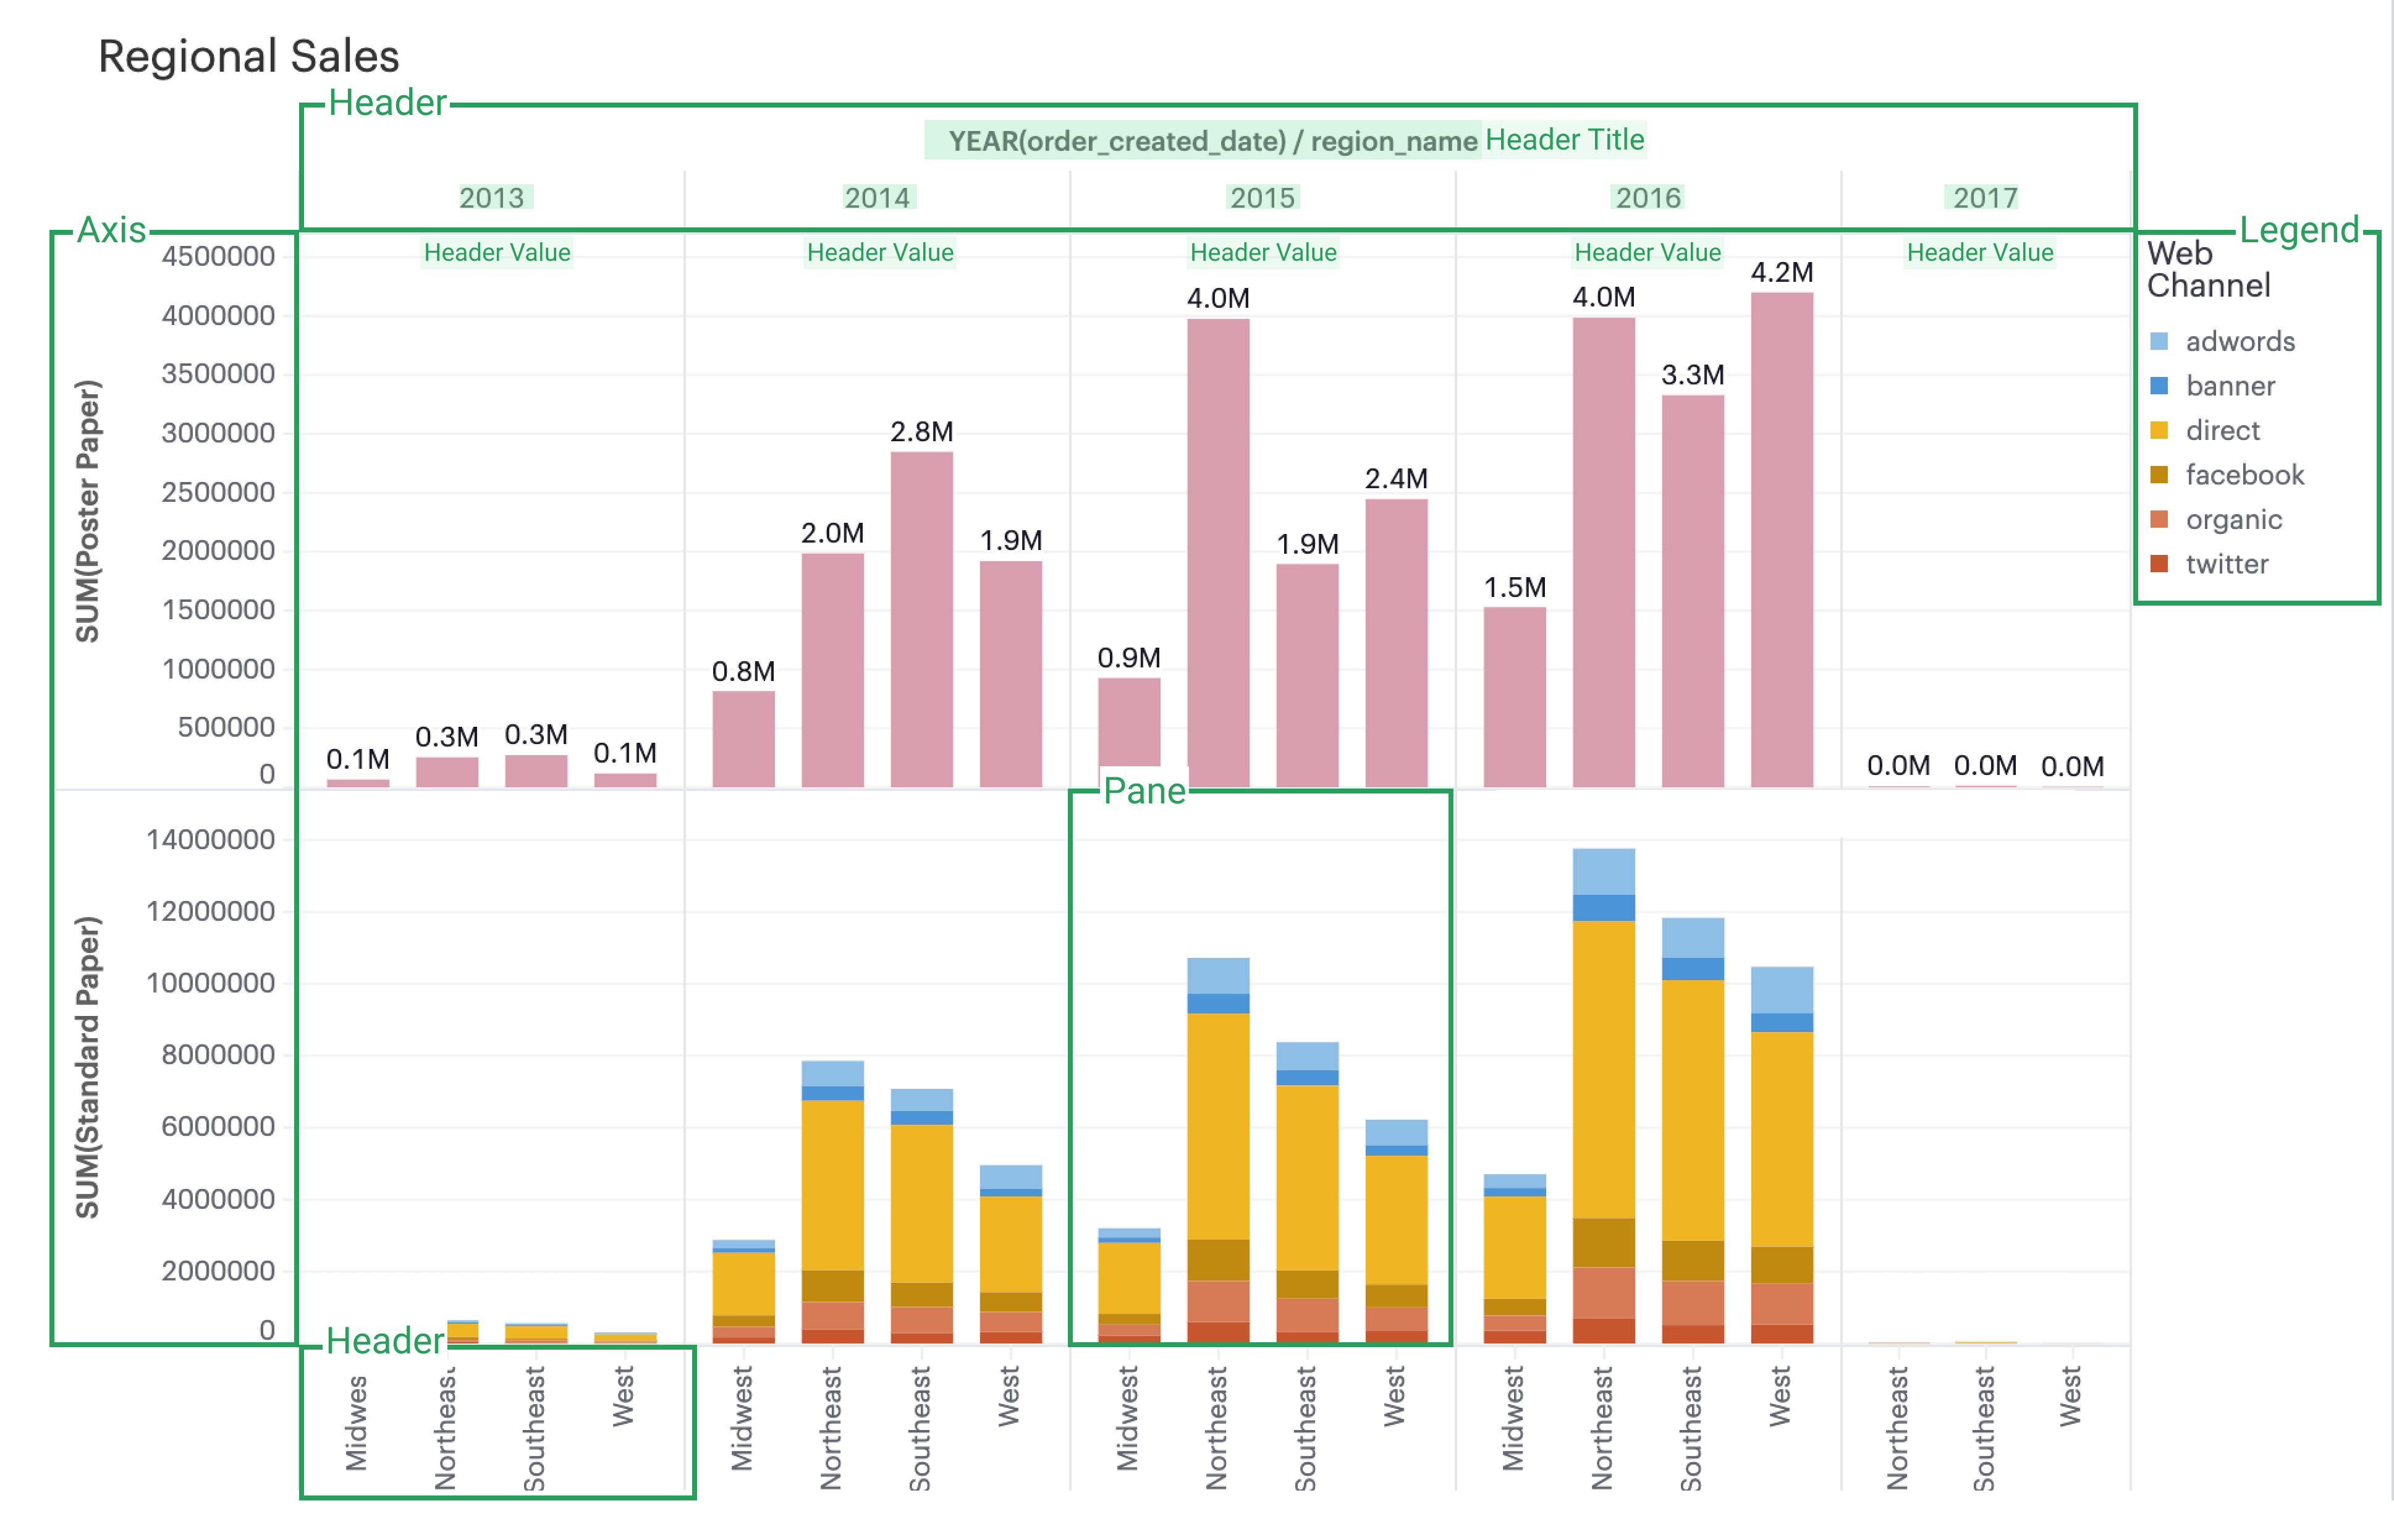 Regional Sales
Header
YEAR(order_created_date) / region_name Header Title
2013 2014 2015 2016 2017
Axis
Legend
Header Value Header Value Header Value Header Value Header Value
Web
Channel
adwords
banner
direct
facebook
organic
twitter
SUM(Poster Paper)
4500000
4000000
3500000
3000000
2500000
2000000
1500000
1000000
500000
0
0.1M 0.3M 0.3M 0.1M
0.8M 2.0M 2.8M 1.9M
0.9M 4.0M 1.9M 2.4M
1.5M 4.0M 3.3M 4.2M
0.0M 0.0M 0.0M
Pane
SUM(Standard Paper)
14000000
12000000
10000000
8000000
6000000
4000000
2000000
0
Header
Midwes Northeast Southeast West
Midwest Northeast Southeast West
Midwest Northeast Southeast West
Midwest Northeast Southeast West
Northeast Southeast West